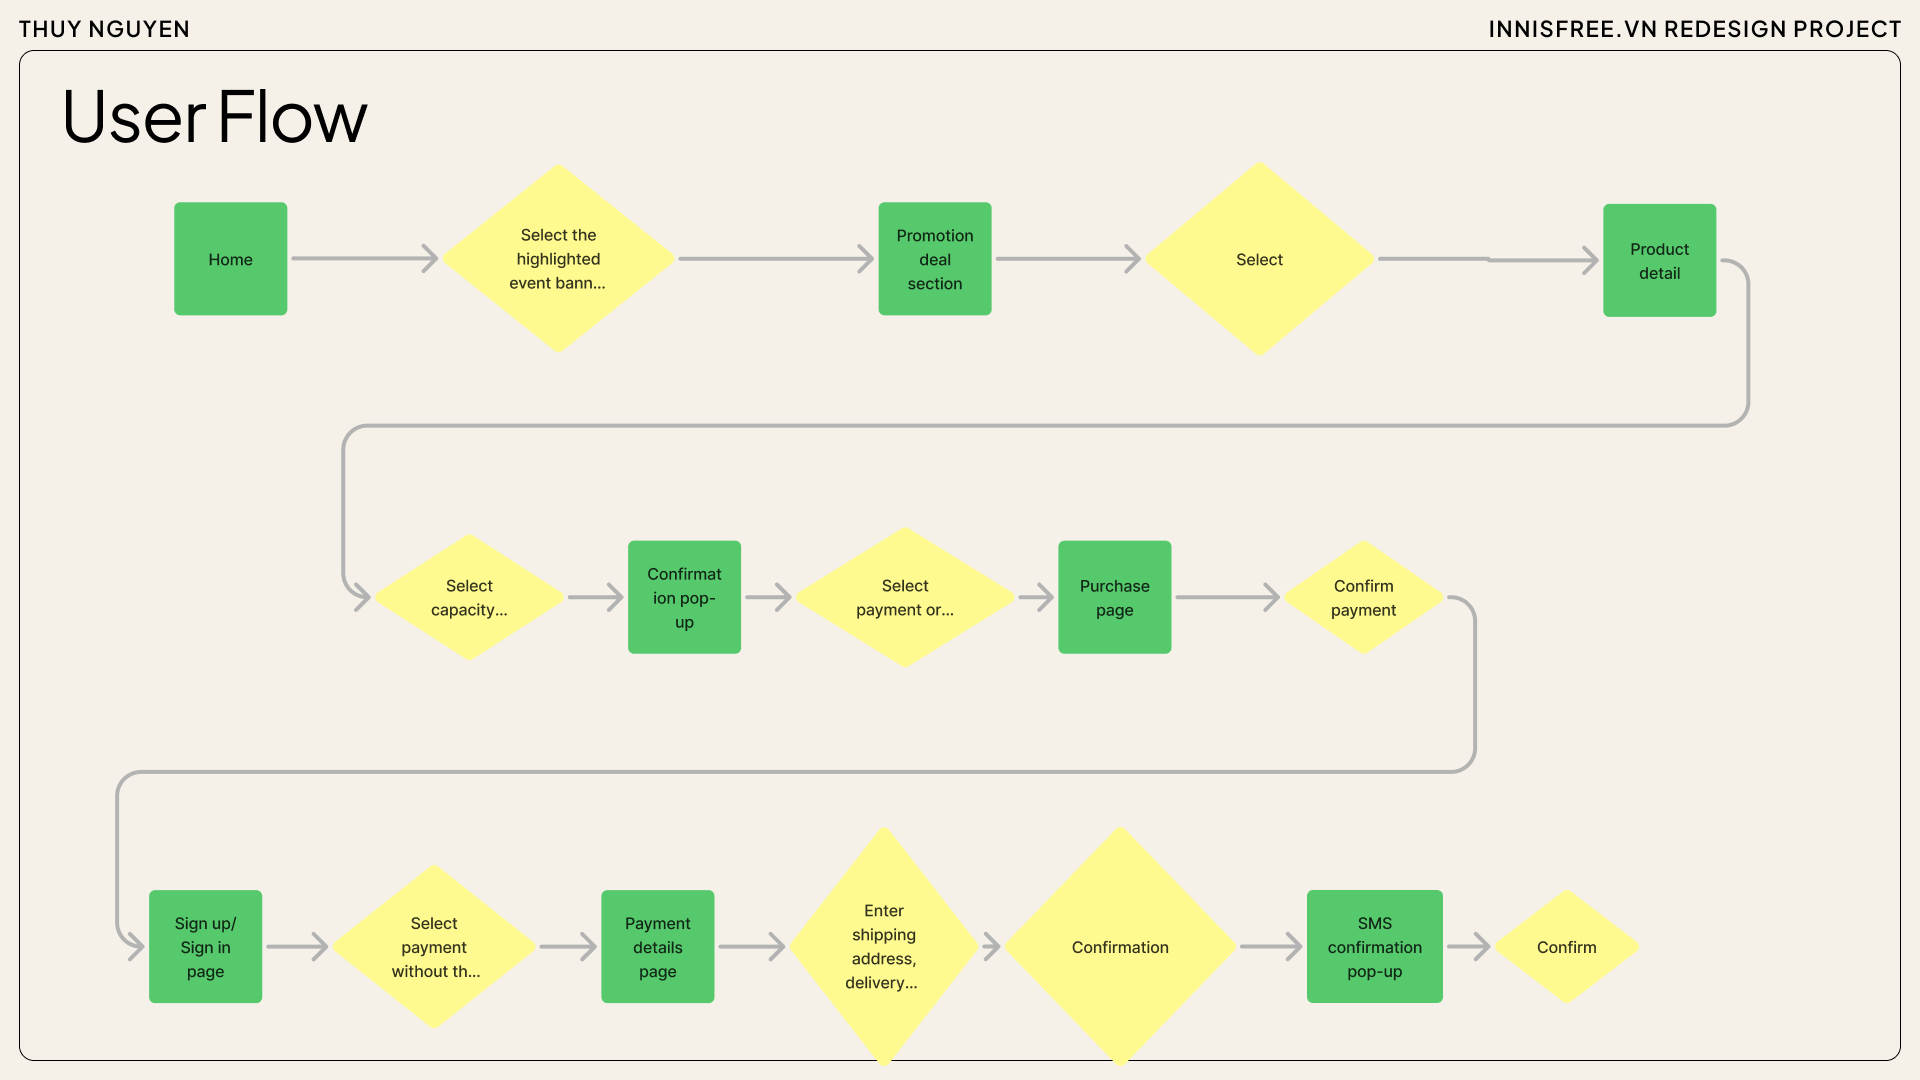 THUY NGUYEN
INNISFREE.VN REDESIGN PROJECT
User Flow
Home
Select the
highlighted
event bann...
Promotion
deal
section
Select
Product
detail
Select
capacity...
Confirmat
ion pop-
up
Select
payment or...
Purchase
page
Confirm
payment
Sign up/
Sign in
page
Select
payment
without th...
Payment
details
page
Enter
shipping
address,
delivery...
Confirmation
SMS
confirmation
pop-up
Confirm